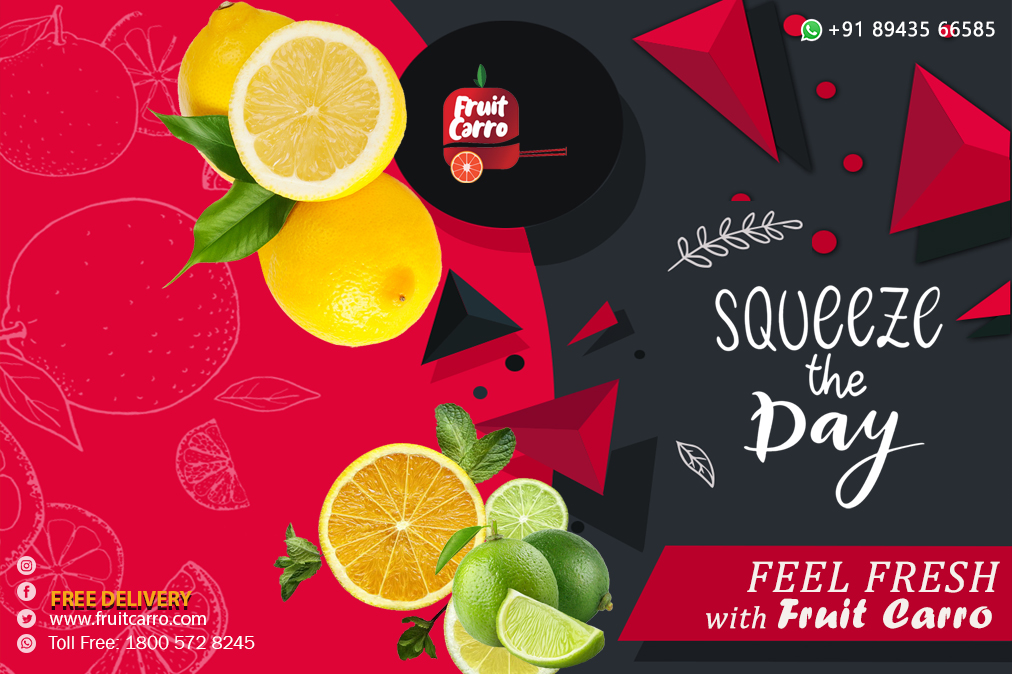 +91 89435 66585
Fruit
Carro
SQUeeZe
the
Day
FEEL FRESH
with Fruit Carro
FREE DELIVERY
www.fruitcarro.com
Toll Free: 1800 572 8245